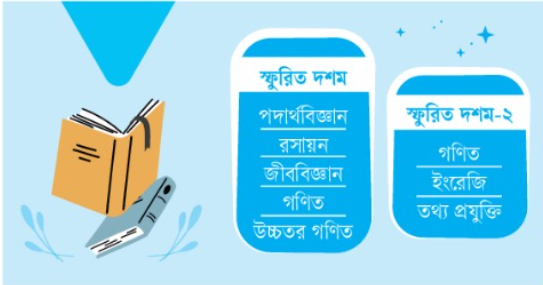 স্ফুরিত দশম
পদার্থবিজ্ঞান
রসায়ন
জীববিজ্ঞান
গণিত
উচ্চতর গণিত
স্ফুরিত দশম-২
গণিত
ইংরেজি
তথ্য প্রযুক্তি